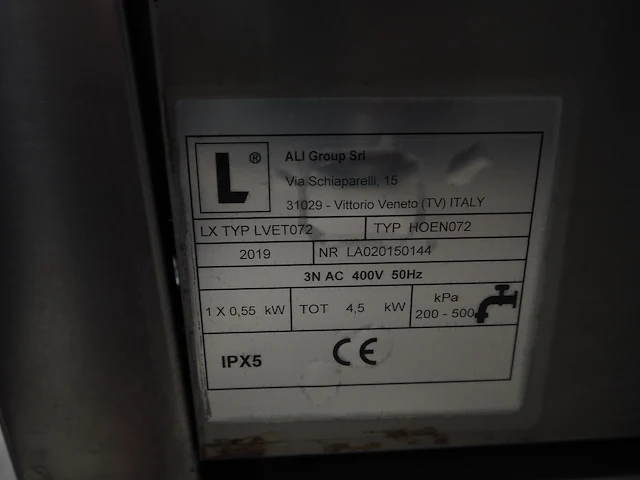 L®
ALI Group Srl
Via Schiaparelli, 15
31029 - Vittorio Veneto (TV) ITALY
LX TYP LVET072 TYP HOEN072
2019 NR LA020150144
3N AC 400V 50Hz
1 X 0,55 kW TOT 4,5 kW kPa
200 - 500
IPX5 CE